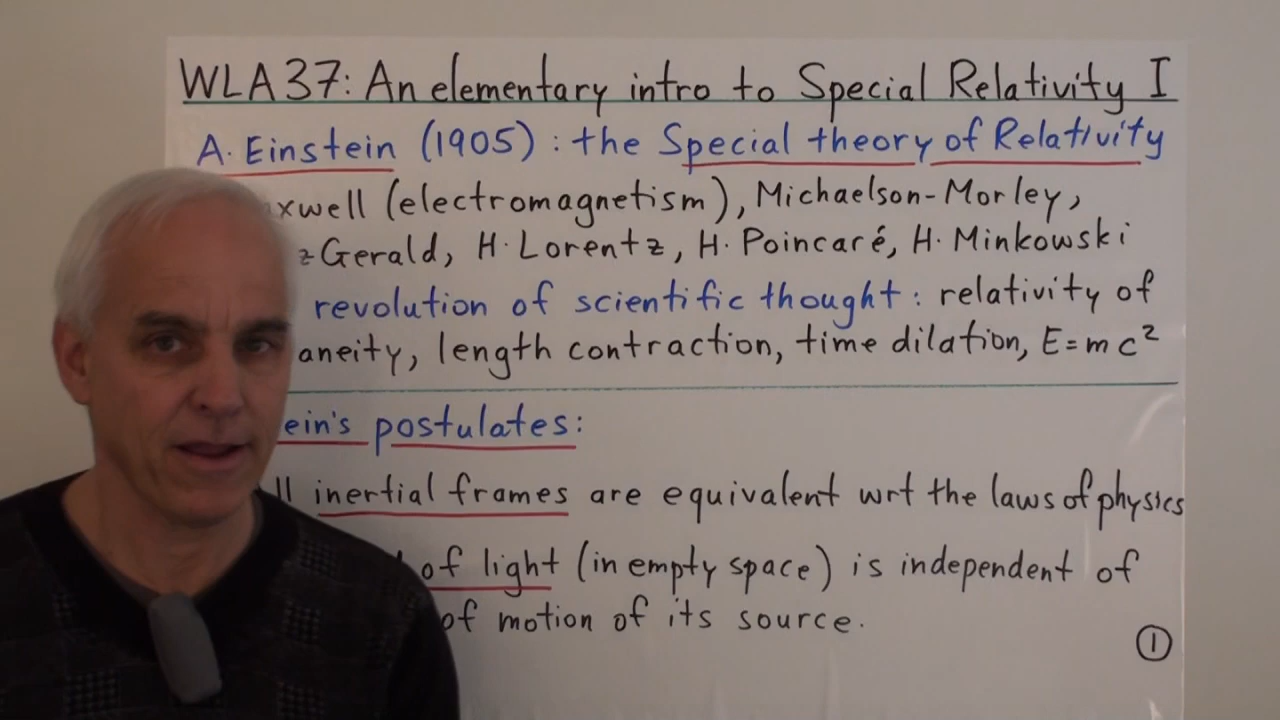 WLA37: An elementary intro to Special Relativity I
A. Einstein (1905): the Special theory of Relativity
xwell (electromagnetism), Michaelson-Morley,
z-Gerald, H. Lorentz, H. Poincaré, H. Minkowski
revolution of scientific thought: relativity of
aneity, length contraction, time dilation, E=mc²
ein's postulates:
ll inertial frames are equivalent wrt the laws of physics
of light (in empty space) is independent of
of motion of its source.
1